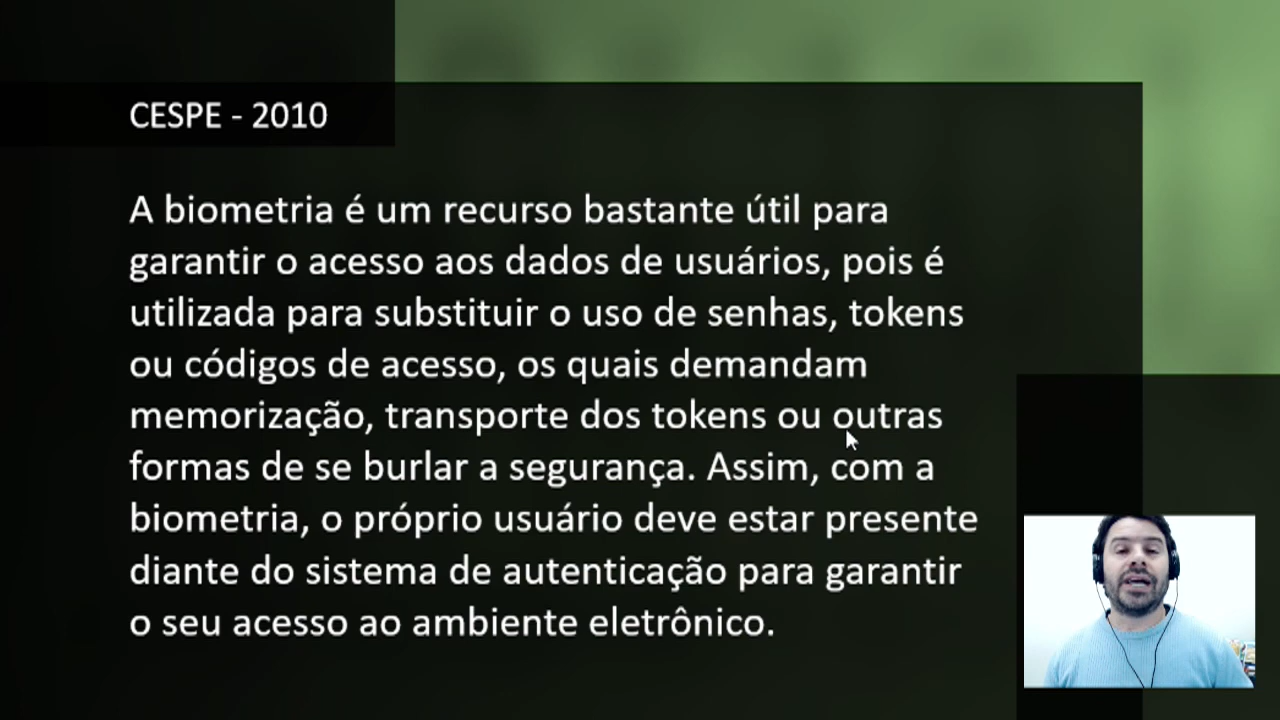 CESPE - 2010
A biometria é um recurso bastante útil para
garantir o acesso aos dados de usuários, pois é
utilizada para substituir o uso de senhas, tokens
ou códigos de acesso, os quais demandam
memorização, transporte dos tokens ou outras
formas de se burlar a segurança. Assim, com a
biometria, o próprio usuário deve estar presente
diante do sistema de autenticação para garantir
o seu acesso ao ambiente eletrônico.